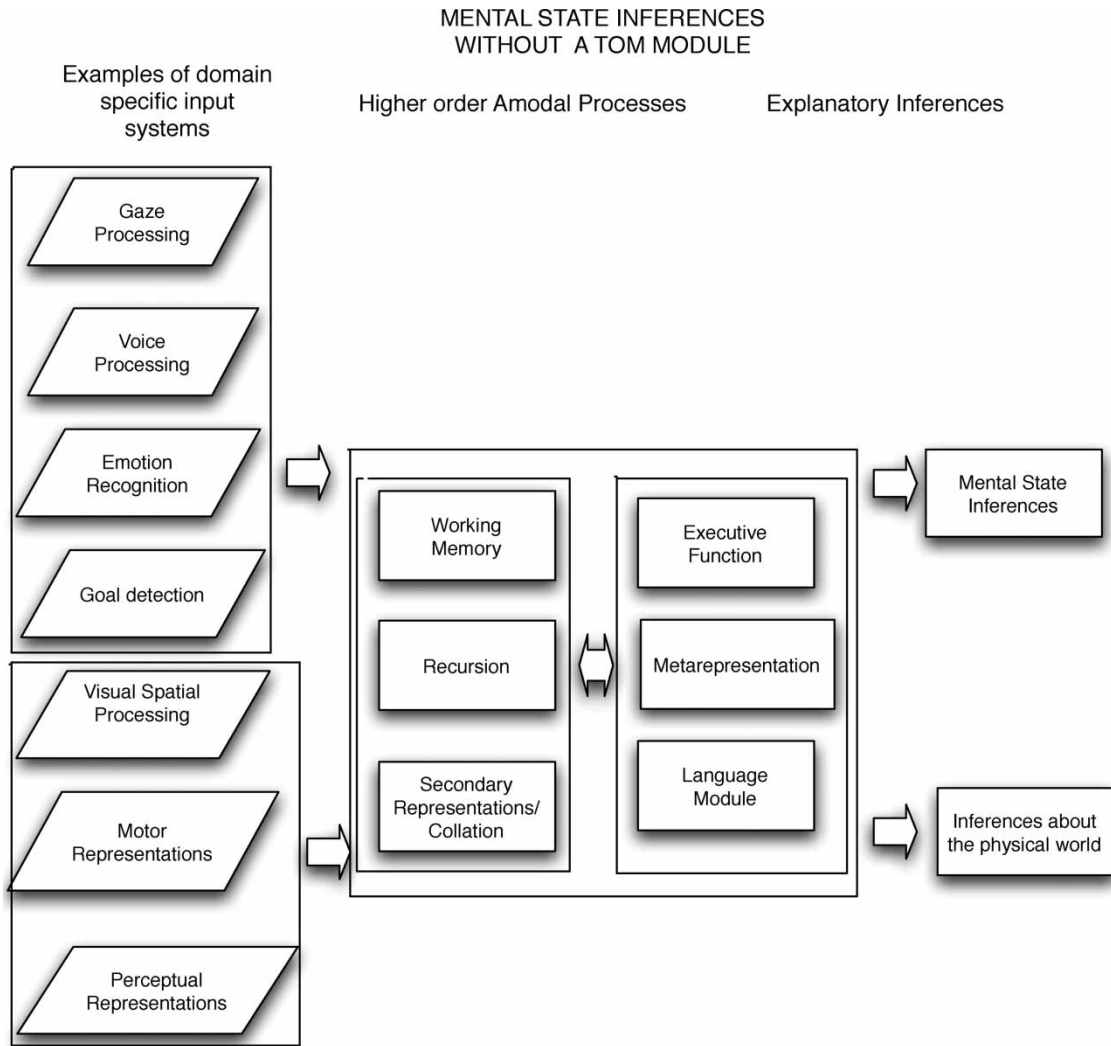 MENTAL STATE INFERENCES
WITHOUT A TOM MODULE
Examples of domain
specific input
systems
Higher order Amodal Processes
Explanatory Inferences
Gaze
Processing
Voice
Processing
Emotion
Recognition
Goal detection
Visual Spatial
Processing
Motor
Representations
Perceptual
Representations
Working
Memory
Recursion
Secondary
Representations/
Collation
Executive
Function
Metarepresentation
Language
Module
Mental State
Inferences
Inferences about
the physical world